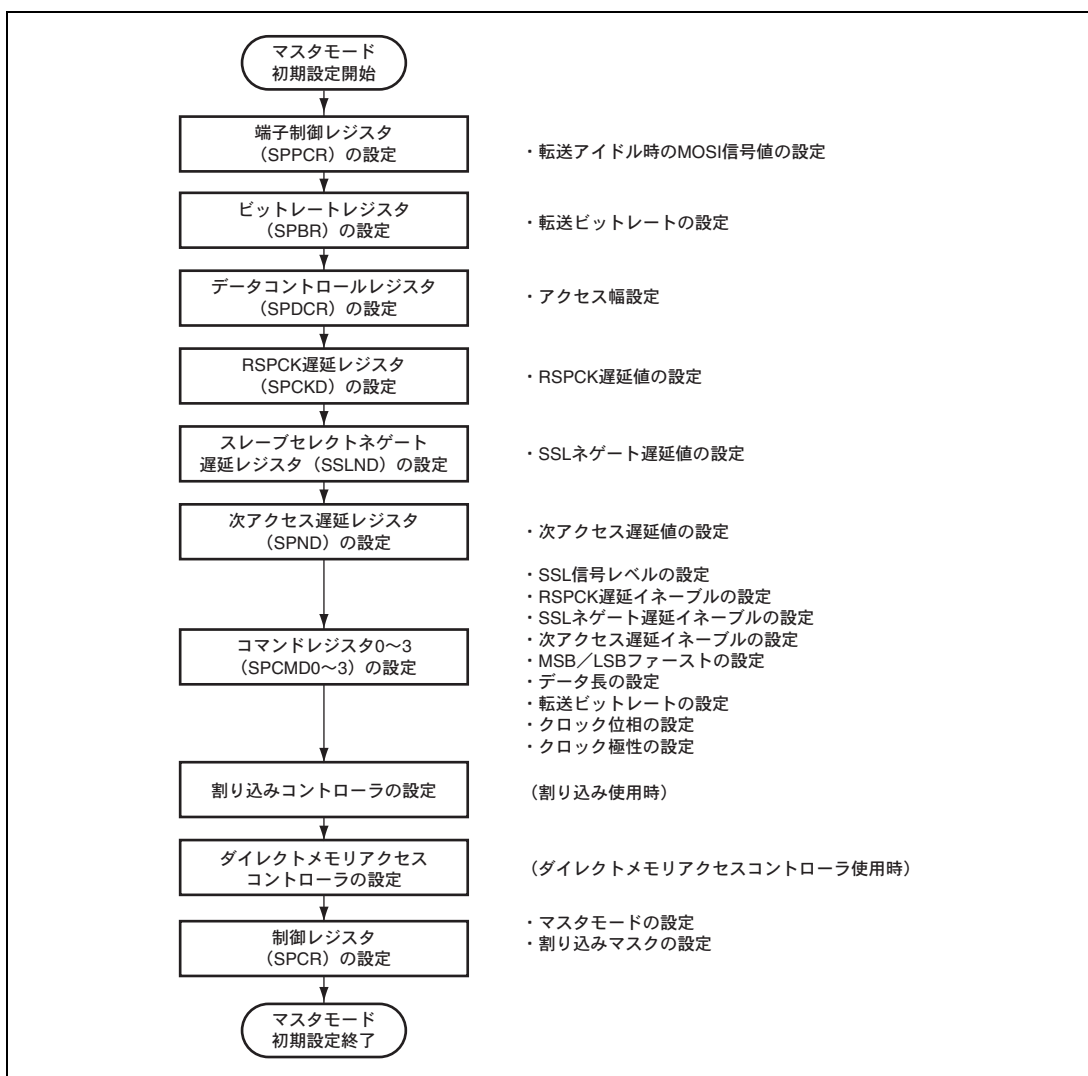 マスタモード
初期設定開始
端子制御レジスタ
（SPPCR）の設定
・転送アイドル時のMOSI信号値の設定
ビットレートレジスタ
（SPBR）の設定
・転送ビットレートの設定
データコントロールレジスタ
（SPDCR）の設定
・アクセス幅設定
RSPCK遅延レジスタ
（SPCKD）の設定
・RSPCK遅延値の設定
スレーブセレクトネゲート
遅延レジスタ（SSLND）の設定
・SSLネゲート遅延値の設定
次アクセス遅延レジスタ
（SPND）の設定
・次アクセス遅延値の設定
コマンドレジスタ0～3
（SPCMD0～3）の設定
・SSL信号レベルの設定
・RSPCK遅延イネーブルの設定
・SSLネゲート遅延イネーブルの設定
・次アクセス遅延イネーブルの設定
・MSB／LSBファーストの設定
・データ長の設定
・転送ビットレートの設定
・クロック位相の設定
・クロック極性の設定
割り込みコントローラの設定
（割り込み使用時）
ダイレクトメモリアクセス
コントローラの設定
（ダイレクトメモリアクセスコントローラ使用時）
制御レジスタ
（SPCR）の設定
・マスタモードの設定
・割り込みマスクの設定
マスタモード
初期設定終了